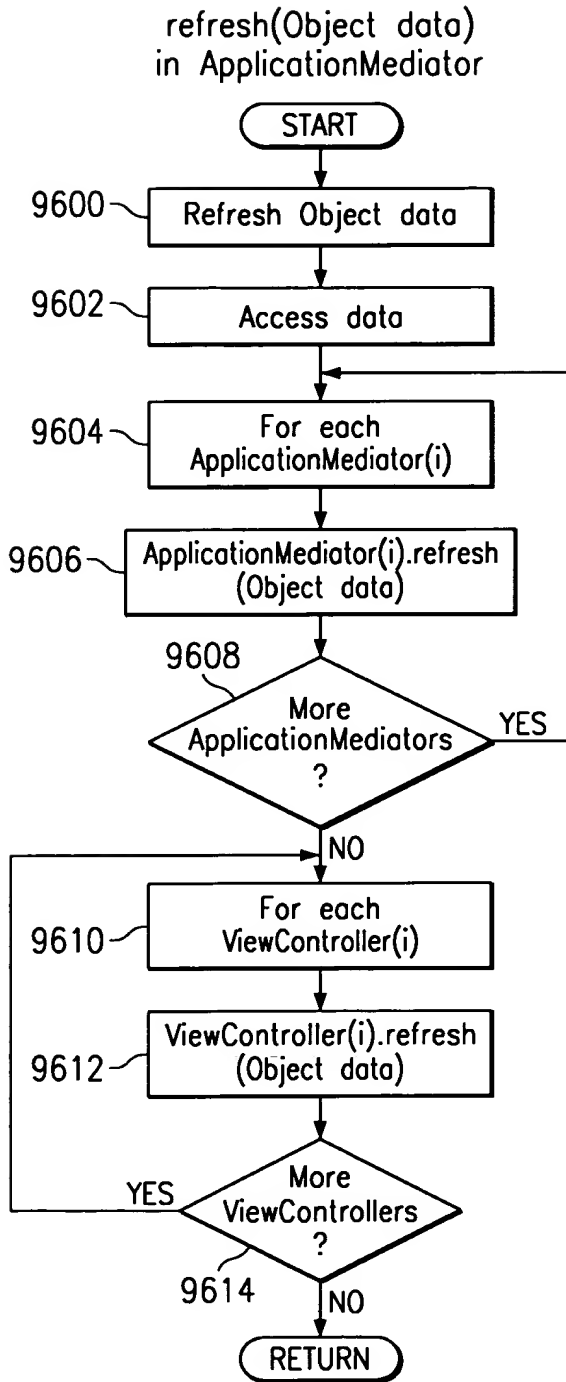 refresh(Object data)
in ApplicationMediator
START
9600
Refresh Object data
9602
Access data
9604
For each
ApplicationMediator(i)
9606
ApplicationMediator(i).refresh
(Object data)
9608
More
ApplicationMediators
?
YES
NO
9610
For each
ViewController(i)
9612
ViewController(i).refresh
(Object data)
YES
More
ViewControllers
?
9614
NO
RETURN